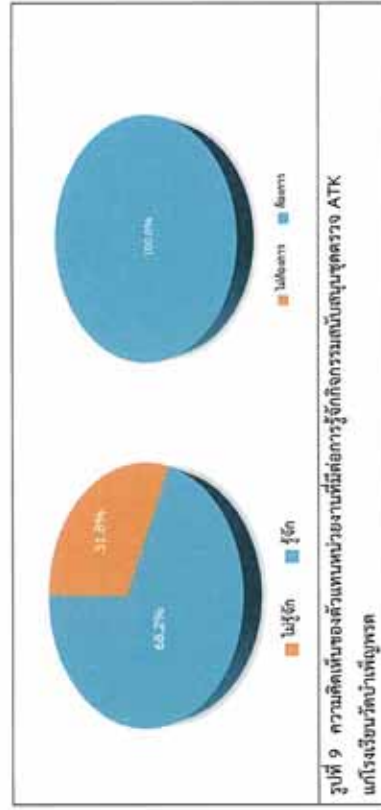 31.8%
68.2%
ไม่รู้จัก รู้จัก
100.0%
ไม่ต้องการ ต้องการ
รูปที่ 9 ความคิดเห็นของตัวแทนหน่วยงานที่มีต่อการรู้จักกิจกรรมสนับสนุนชุดตรวจ ATK
แก่โรงเรียนวัดบำเพ็ญพรต